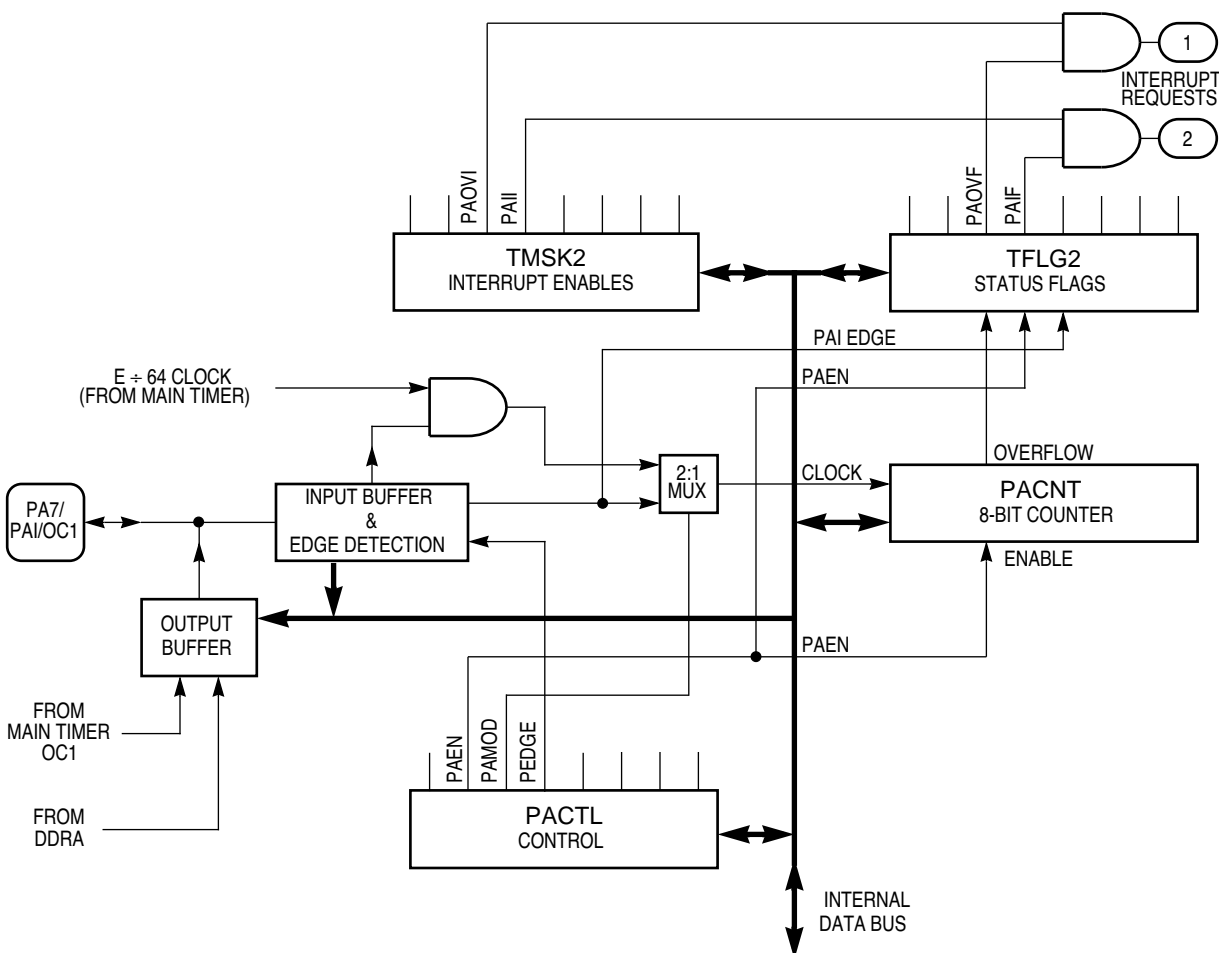 1
INTERRUPT
REQUESTS
2
PAOVI
PAII
PAOVF
PAIF
TMSK2
INTERRUPT ENABLES
TFLG2
STATUS FLAGS
PAI EDGE
E ÷ 64 CLOCK
(FROM MAIN TIMER)
PAEN
OVERFLOW
2:1
MUX
CLOCK
PACNT
8-BIT COUNTER
PA7/
PAI/OC1
INPUT BUFFER
&
EDGE DETECTION
ENABLE
OUTPUT
BUFFER
PAEN
FROM
MAIN TIMER
OC1
PAEN
PAMOD
PEDGE
FROM
DDRA
PACTL
CONTROL
INTERNAL
DATA BUS